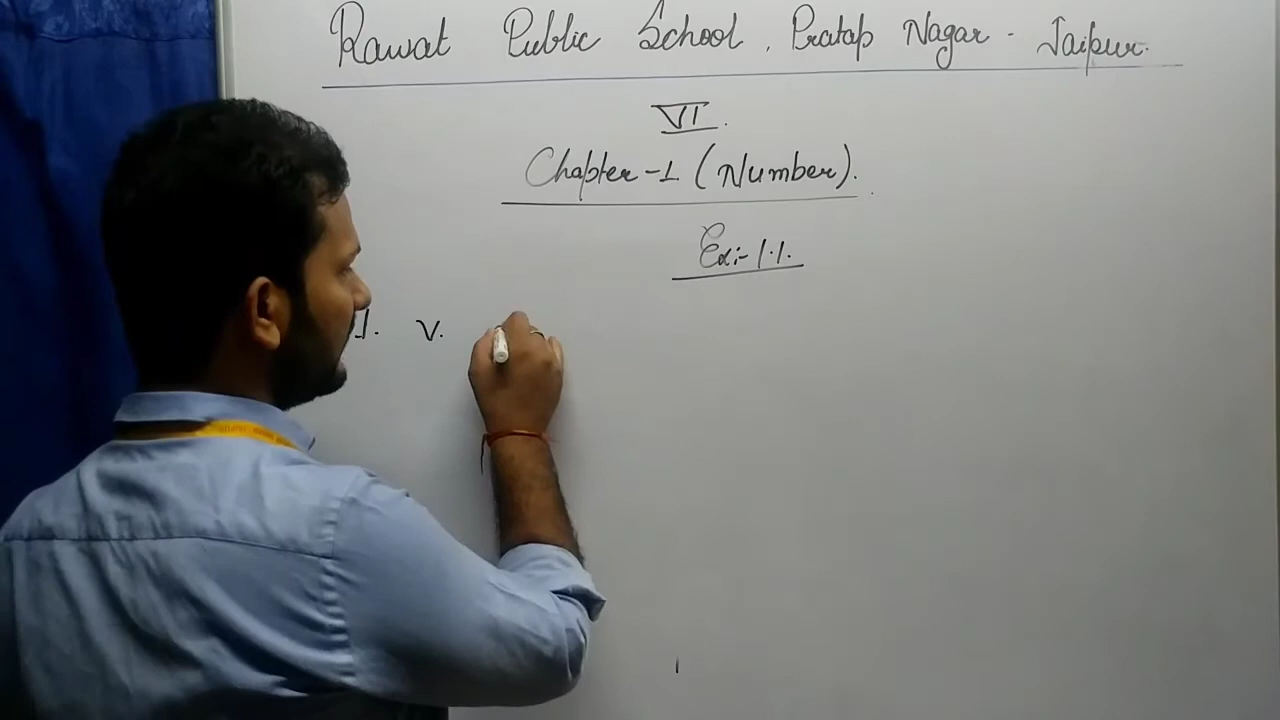 Rawat Public School, Pratap Nagar - Jaipur.
VI.
Chapter-1 (Number).
Ex:- 1.1.
1. V.